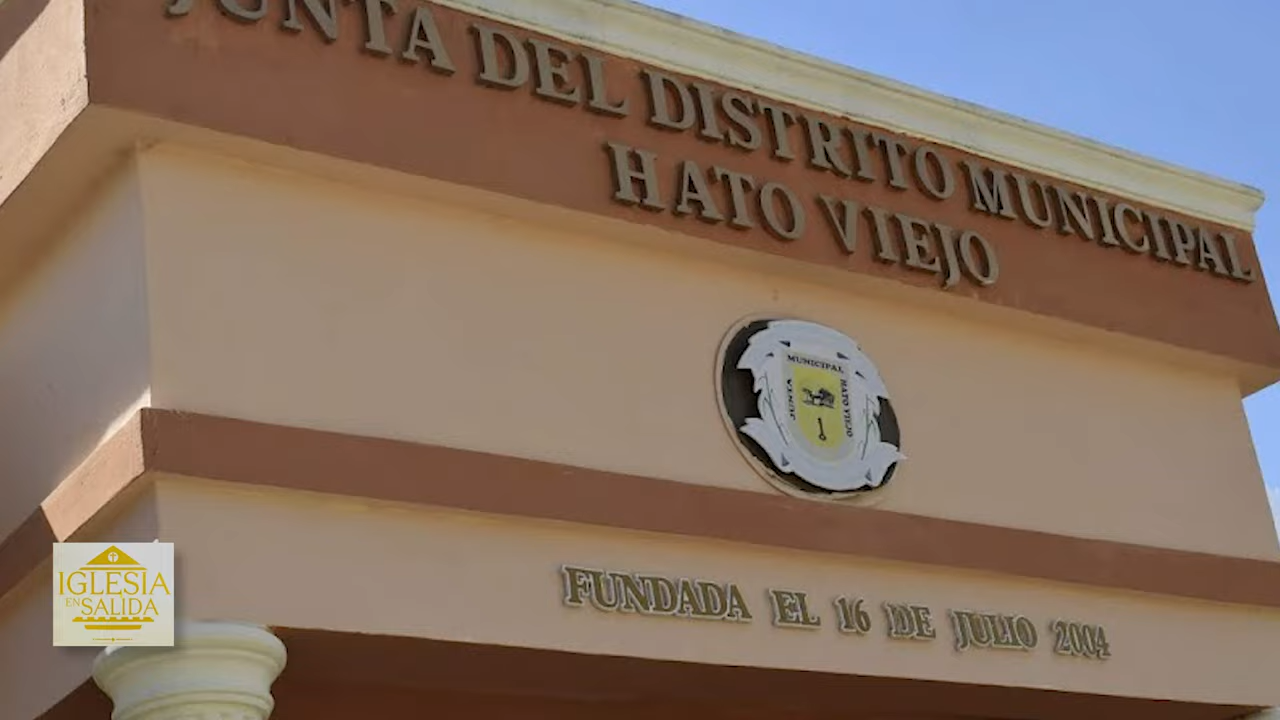 JUNTA DEL DISTRITO MUNICIPAL
HATO VIEJO
MUNICIPAL
JUNTA
HATO VIEJO
FUNDADA EL 16 DE JULIO 2004
IGLESIA
EN SALIDA